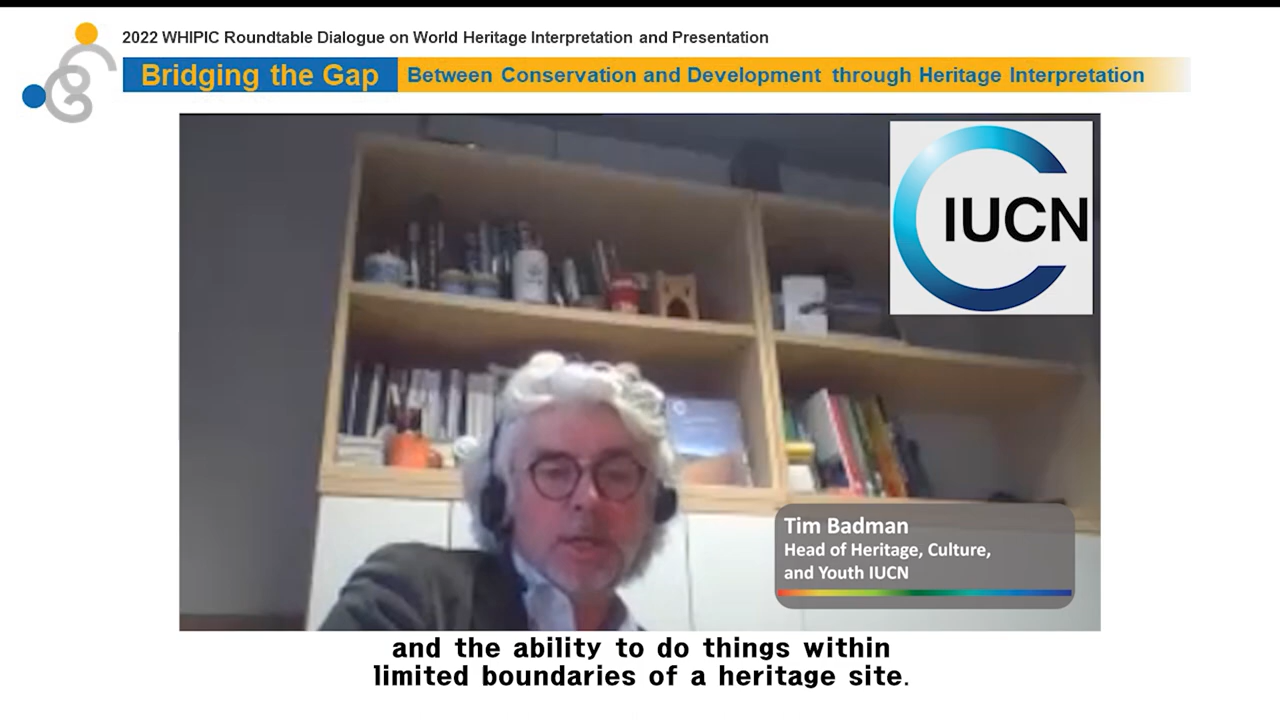 2022 WHIPIC Roundtable Dialogue on World Heritage Interpretation and Presentation
Bridging the Gap Between Conservation and Development through Heritage Interpretation
IUCN
Tim Badman
Head of Heritage, Culture,
and Youth IUCN
and the ability to do things within
limited boundaries of a heritage site.